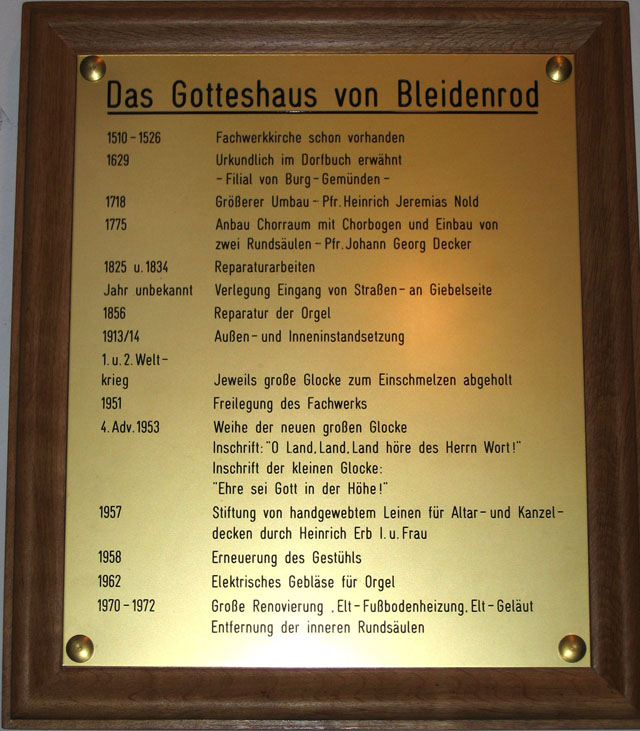 Das Gotteshaus von Bleidenrod
1510-1526 Fachwerkkirche schon vorhanden
1629 Urkundlich im Dorfbuch erwähnt
- Filial von Burg-Gemünden -
1718 Größerer Umbau - Pfr. Heinrich Jeremias Nold
1775 Anbau Chorraum mit Chorbogen und Einbau von
zwei Rundsäulen - Pfr. Johann Georg Decker
1825 u. 1834 Reparaturarbeiten
Jahr unbekannt Verlegung Eingang von Straßen- an Giebelseite
1856 Reparatur der Orgel
1913/14 Außen- und Inneninstandsetzung
1. u. 2. Welt-
krieg Jeweils große Glocke zum Einschmelzen abgeholt
1951 Freilegung des Fachwerks
4. Adv. 1953 Weihe der neuen großen Glocke
Inschrift: "O Land, Land, Land höre des Herrn Wort!"
Inschrift der kleinen Glocke:
"Ehre sei Gott in der Höhe!"
1957 Stiftung von handgewebtem Leinen für Altar- und Kanzel-
decken durch Heinrich Erb I. u. Frau
1958 Erneuerung des Gestühls
1962 Elektrisches Gebläse für Orgel
1970-1972 Große Renovierung , Elt-Fußbodenheizung, Elt-Geläut
Entfernung der inneren Rundsäulen